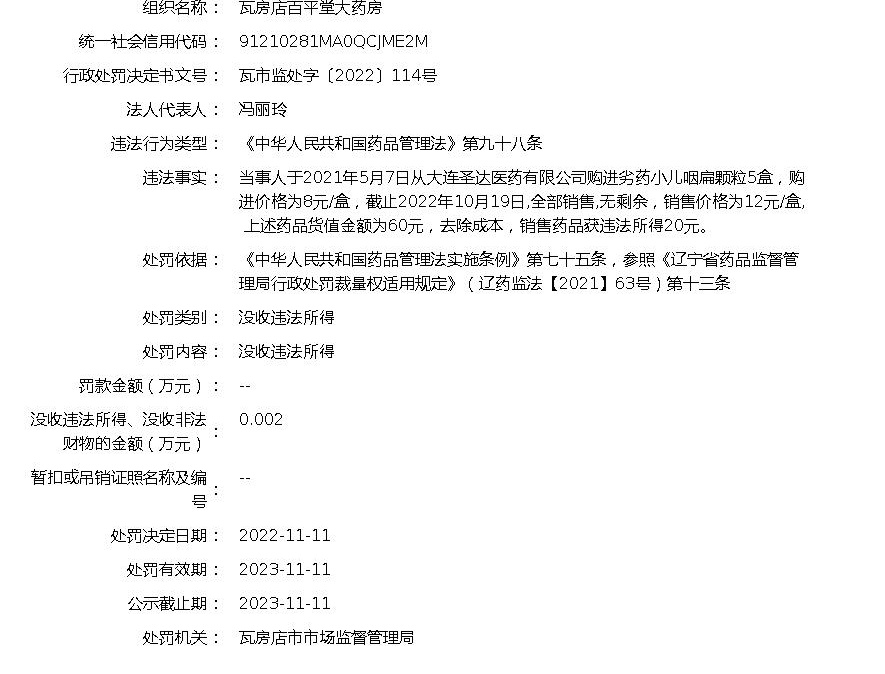 组织名称： 瓦房店百平堂大药房
统一社会信用代码： 91210281MA0QCJME2M
行政处罚决定书文号： 瓦市监处字〔2022〕114号
法人代表人： 冯丽玲
违法行为类型： 《中华人民共和国药品管理法》第九十八条
违法事实： 当事人于2021年5月7日从大连圣达医药有限公司购进劣药小儿咽扁颗粒5盒，购
进价格为8元/盒，截止2022年10月19日,全部销售,无剩余，销售价格为12元/盒,
上述药品货值金额为60元，去除成本，销售药品获违法所得20元。
处罚依据： 《中华人民共和国药品管理法实施条例》第七十五条，参照《辽宁省药品监督管
理局行政处罚裁量权适用规定》（辽药监法【2021】63号）第十三条
处罚类别： 没收违法所得
处罚内容： 没收违法所得
罚款金额（万元）： --
没收违法所得、没收非法
财物的金额（万元）： 0.002
暂扣或吊销证照名称及编
号： --
处罚决定日期： 2022-11-11
处罚有效期： 2023-11-11
公示截止期： 2023-11-11
处罚机关： 瓦房店市市场监督管理局